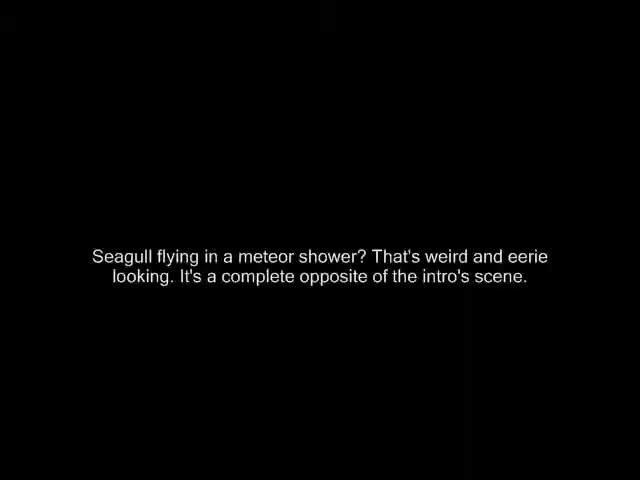 Seagull flying in a meteor shower? That's weird and eerie
looking. It's a complete opposite of the intro's scene.